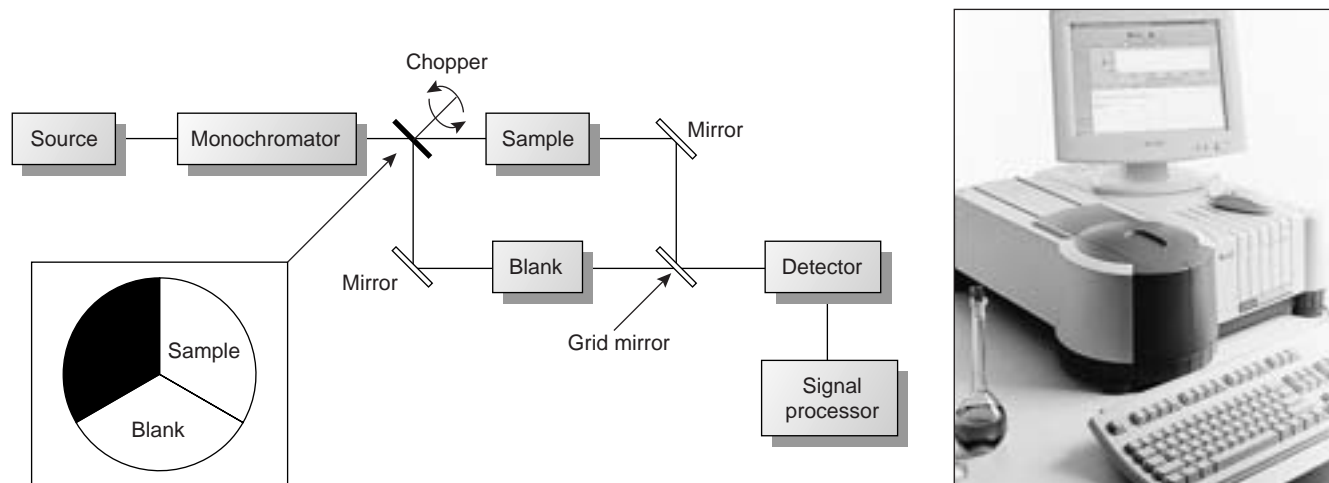 Chopper
Source
Monochromator
Sample
Mirror
Mirror
Blank
Detector
Grid mirror
Signal
processor
Sample
Blank